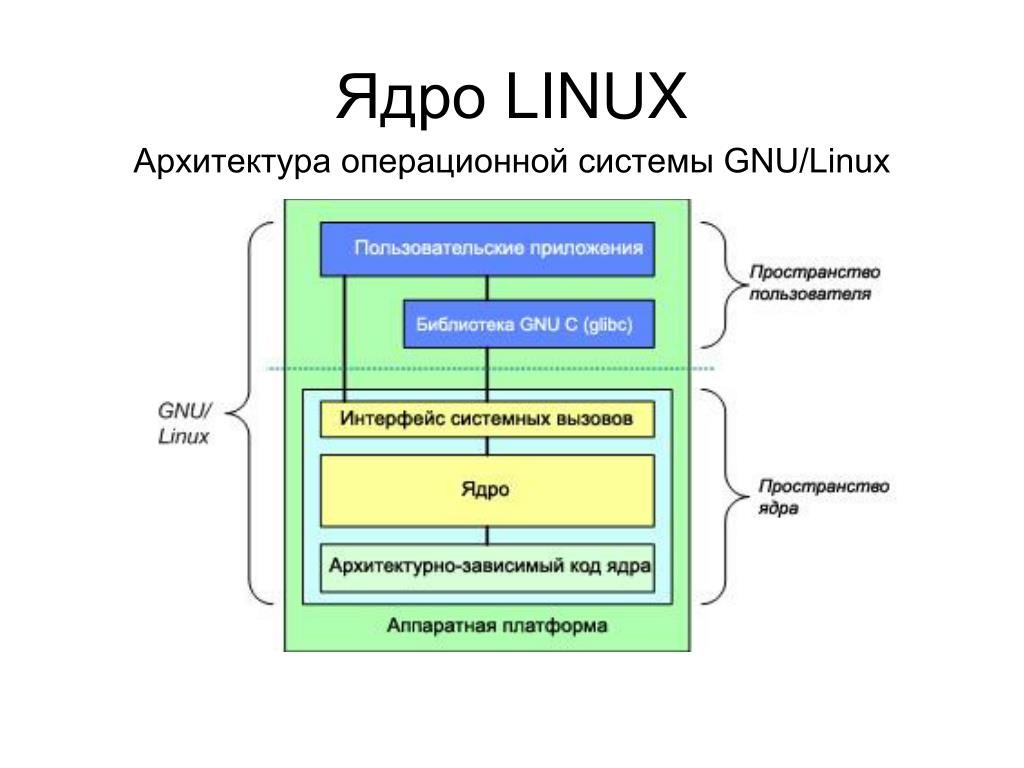 Ядро LINUX
Архитектура операционной системы GNU/Linux
Пользовательские приложения
Пространство
пользователя
Библиотека GNU C (glibc)
GNU/
Linux
Интерфейс системных вызовов
Ядро
Пространство
ядра
Архитектурно-зависимый код ядра
Аппаратная платформа